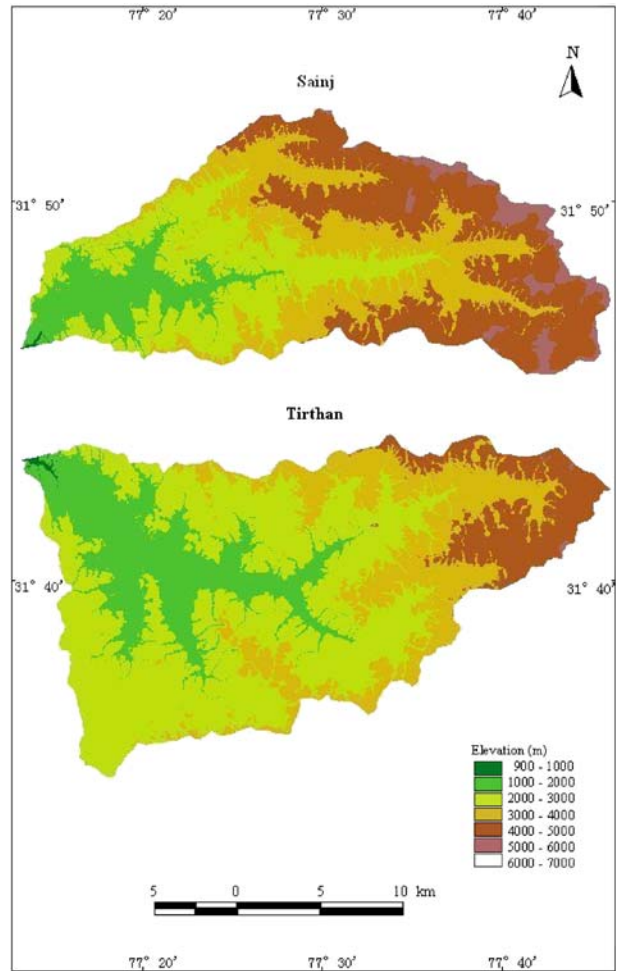 77° 20′ 77° 30′ 77° 40′
N
Sainj
31° 50′ 31° 50′
Tirthan
31° 40′ 31° 40′
Elevation (m)
900 - 1000
1000 - 2000
2000 - 3000
3000 - 4000
4000 - 5000
5000 - 6000
6000 - 7000
5 0 5 10 km
77° 20′ 77° 30′ 77° 40′